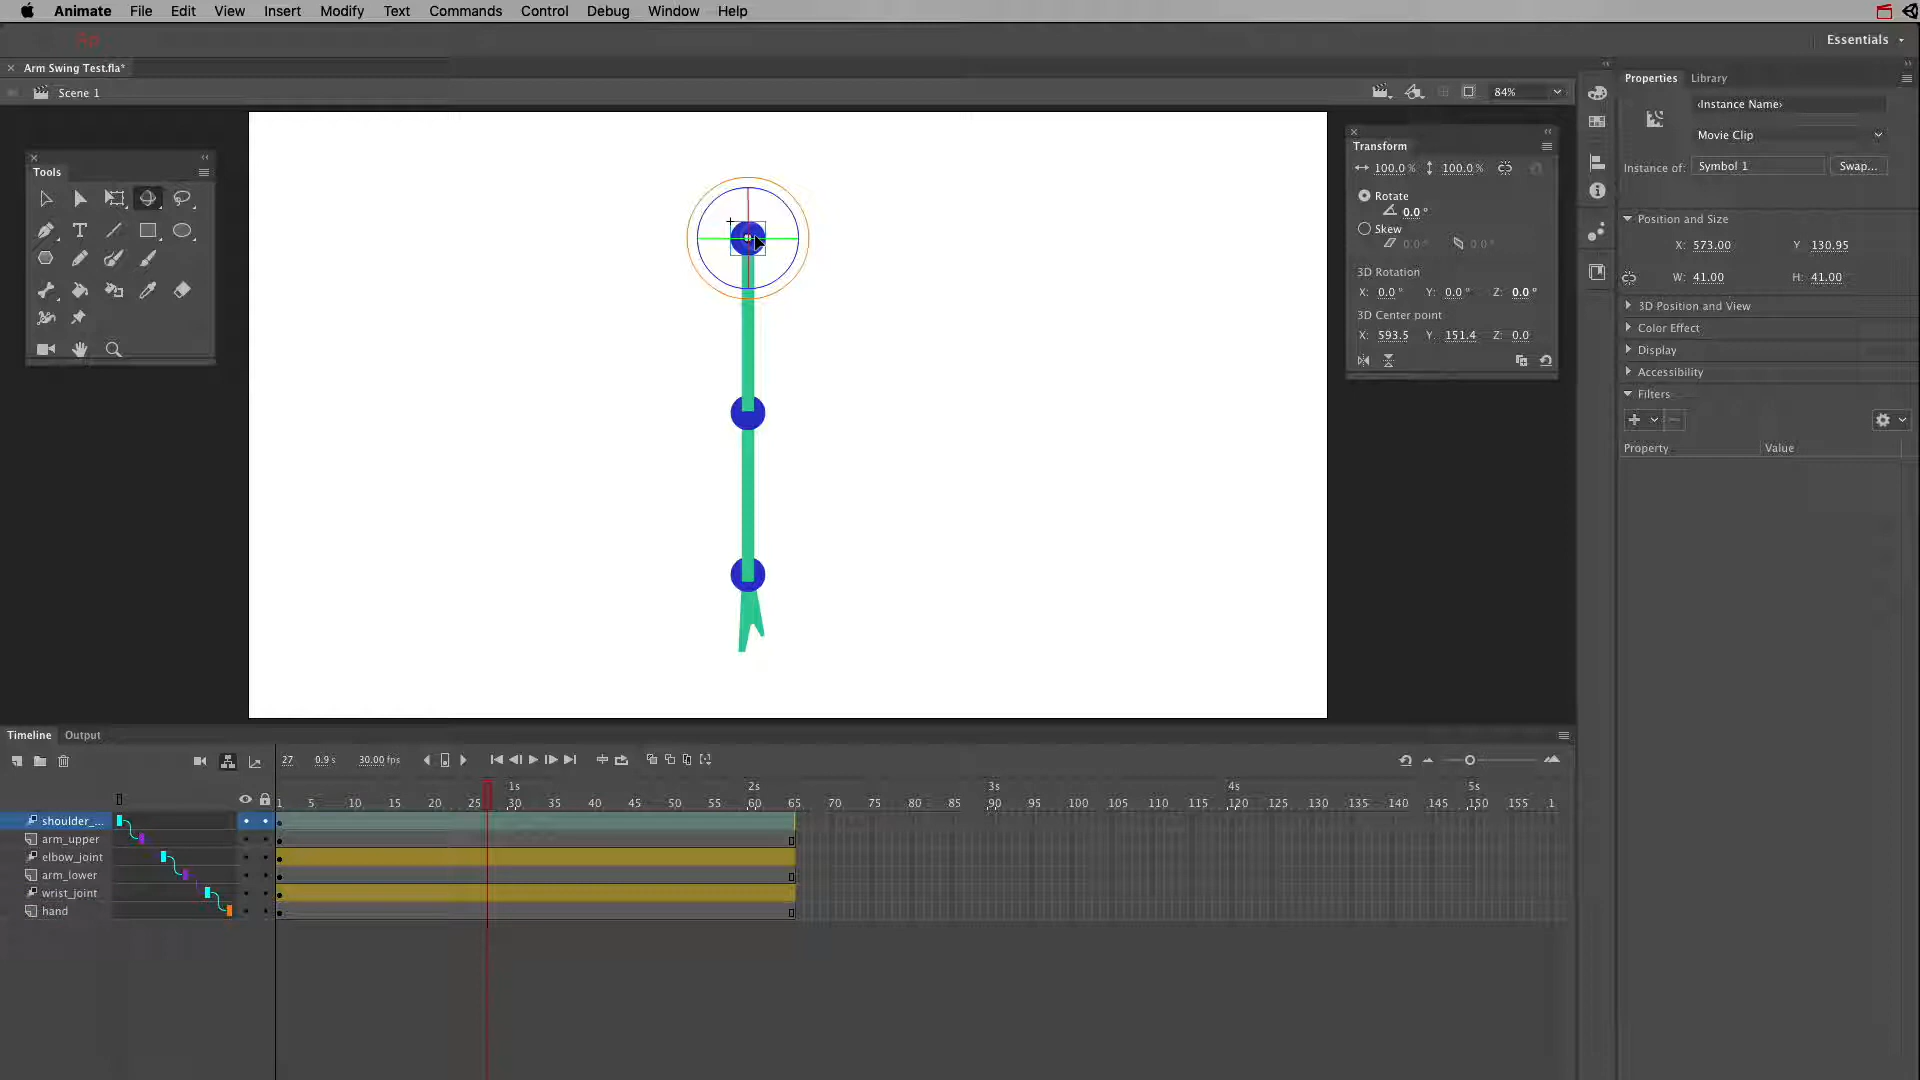 Animate File Edit View Insert Modify Text Commands Control Debug Window Help
An
Essentials
Arm Swing Test.fla*
Scene 1
84%
Properties Library
‹Instance Name›
Movie Clip
Instance of: Symbol 1 Swap...
Position and Size
X: 573.00 Y 130.95
W: 41.00 H: 41.00
3D Position and View
Color Effect
Display
Accessibility
Filters
Property Value
Tools
Transform
100.0 % 100.0 %
Rotate
0.0 °
Skew
0.0 ° 0.0 °
3D Rotation
X: 0.0 ° Y: 0.0 ° Z: 0.0 °
3D Center point
X: 593.5 Y: 151.4 Z: 0.0
Timeline Output
27 0.9 s 30.00 fps
1s 2s 3s 4s 5s
1 5 10 15 20 25 30 35 40 45 50 55 60 65 70 75 80 85 90 95 100 105 110 115 120 125 130 135 140 145 150 155 1
shoulder_...
arm_upper
elbow_joint
arm_lower
wrist_joint
hand